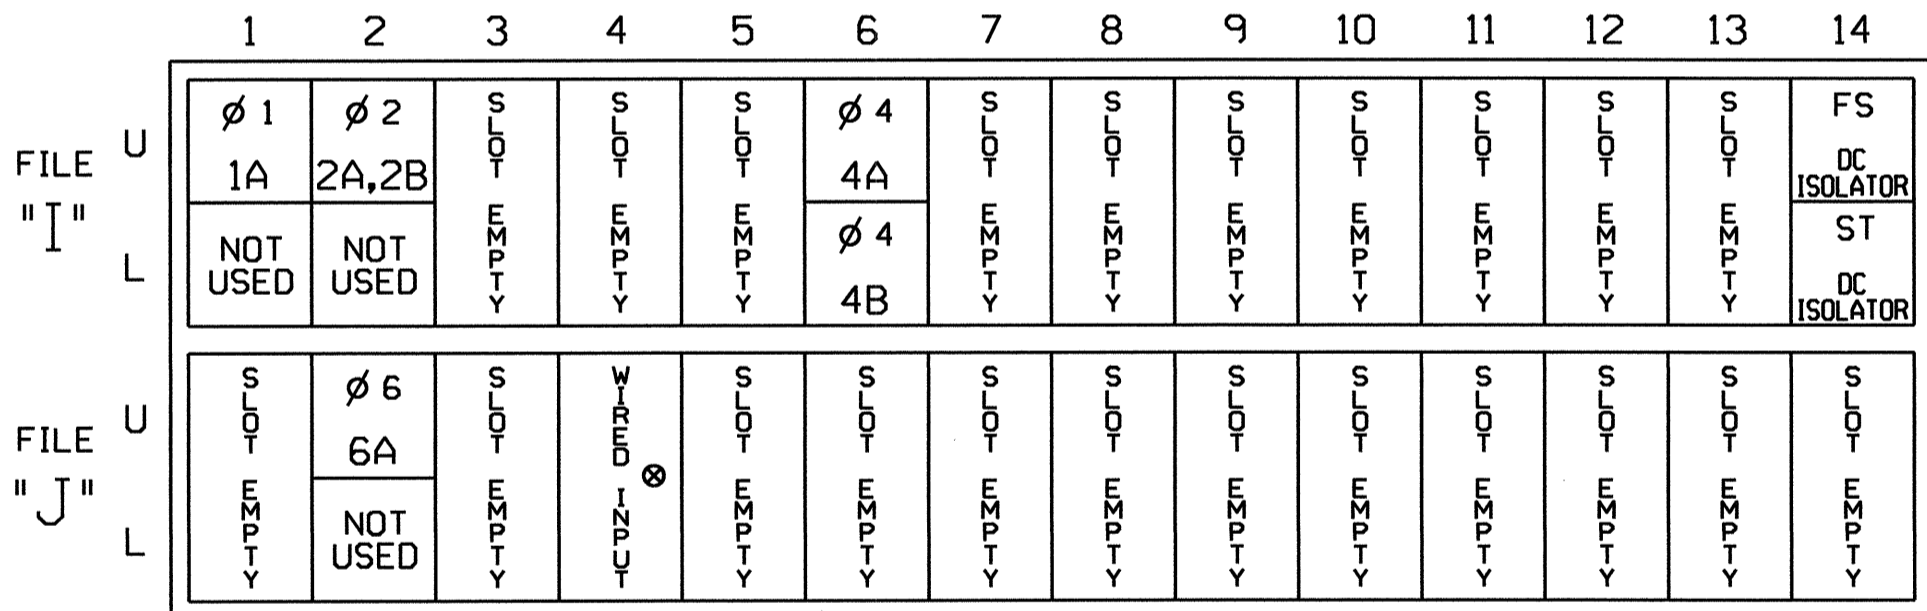 1 2 3 4 5 6 7 8 9 10 11 12 13 14
FILE "I"
U
L
Ø 1
1A
NOT USED
Ø 2
2A,2B
NOT USED
SLOT EMPTY
SLOT EMPTY
SLOT EMPTY
Ø 4
4A
Ø 4
4B
SLOT EMPTY
SLOT EMPTY
SLOT EMPTY
SLOT EMPTY
SLOT EMPTY
SLOT EMPTY
SLOT EMPTY
FS
DC
ISOLATOR
ST
DC
ISOLATOR
FILE "J"
U
L
SLOT EMPTY
Ø 6
6A
NOT USED
SLOT EMPTY
WIRED INPUT ⊗
SLOT EMPTY
SLOT EMPTY
SLOT EMPTY
SLOT EMPTY
SLOT EMPTY
SLOT EMPTY
SLOT EMPTY
SLOT EMPTY
SLOT EMPTY
SLOT EMPTY